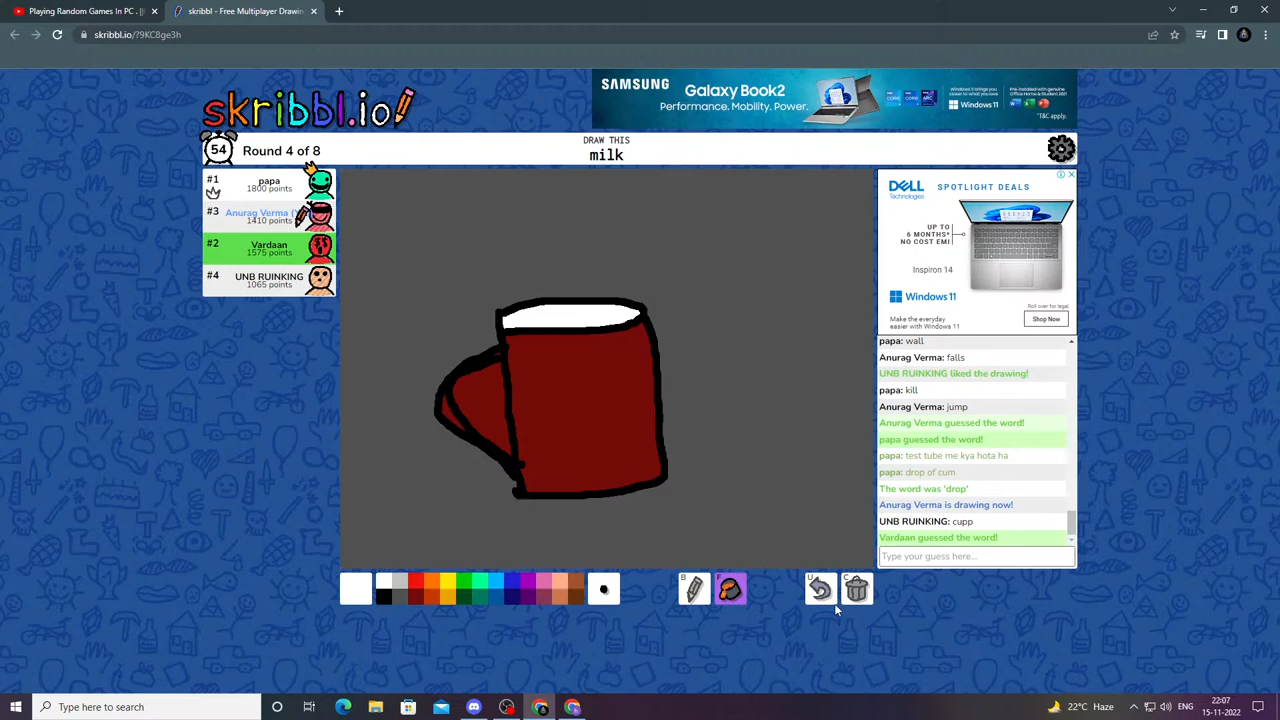 Playing Random Games In PC . ||
skribbl - Free Multiplayer Drawin
skribbl.io/?9KC8ge3h
skribbl.io!
SAMSUNG
Galaxy Book2
Performance. Mobility. Power.
Windows 11
*T&C apply.
54
Round 4 of 8
DRAW THIS
milk
#1
papa
1800 points
#3
Anurag Verma (Y
1410 points
#2
Vardaan
1575 points
#4
UNB RUINKING
1065 points
DELL
Technologies
SPOTLIGHT DEALS
UP TO
6 MONTHS*
NO COST EMI
Inspiron 14
Windows 11
Make the everyday
easier with Windows 11
Roll over for legal
Shop Now
papa: wall
Anurag Verma: falls
UNB RUINKING liked the drawing!
papa: kill
Anurag Verma: jump
Anurag Verma guessed the word!
papa guessed the word!
papa: test tube me kya hota ha
papa: drop of cum
The word was 'drop'
Anurag Verma is drawing now!
UNB RUINKING: cupp
Vardaan guessed the word!
Type your guess here...
B
F
U
C
Type here to search
22°C Haze
ENG
22:07
15-11-2022